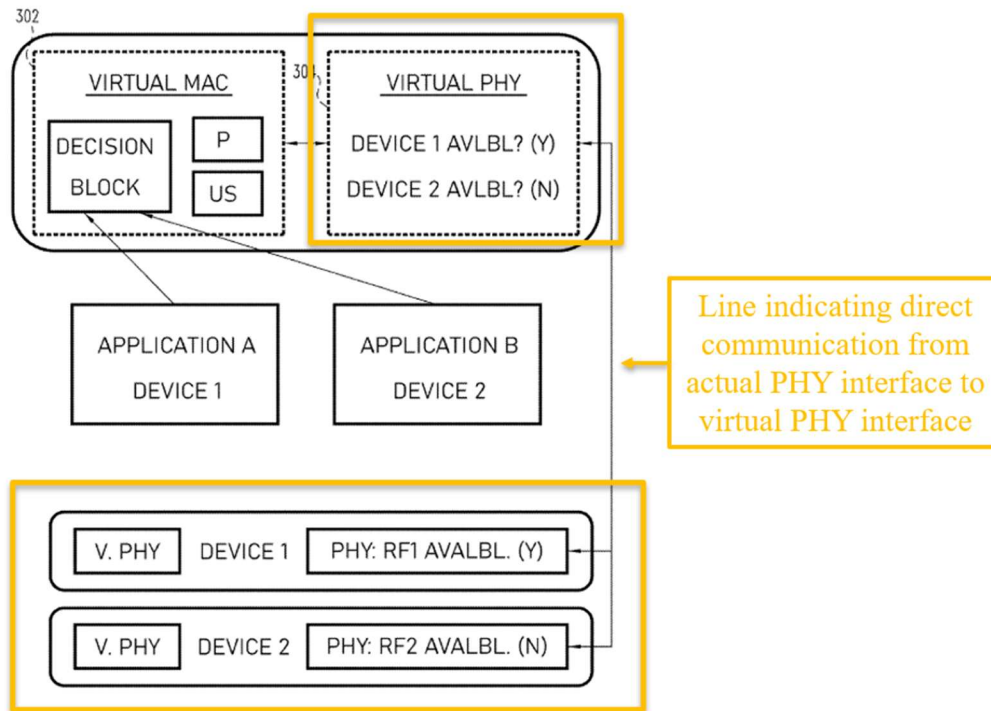 302
VIRTUAL MAC
DECISION
BLOCK
P
US
304
VIRTUAL PHY
DEVICE 1 AVLBL? (Y)
DEVICE 2 AVLBL? (N)
APPLICATION A
DEVICE 1
APPLICATION B
DEVICE 2
Line indicating direct
communication from
actual PHY interface to
virtual PHY interface
V. PHY DEVICE 1 PHY: RF1 AVALBL. (Y)
V. PHY DEVICE 2 PHY: RF2 AVALBL. (N)